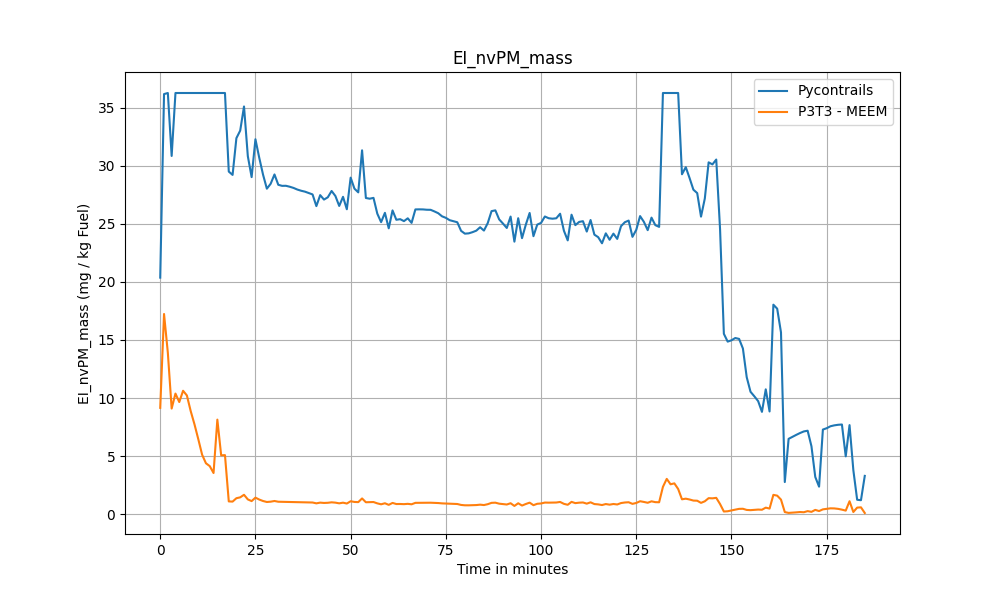 EI_nvPM_mass
Pycontrails
P3T3 - MEEM
EI_nvPM_mass (mg / kg Fuel)
35
30
25
20
15
10
5
0
0 25 50 75 100 125 150 175
Time in minutes